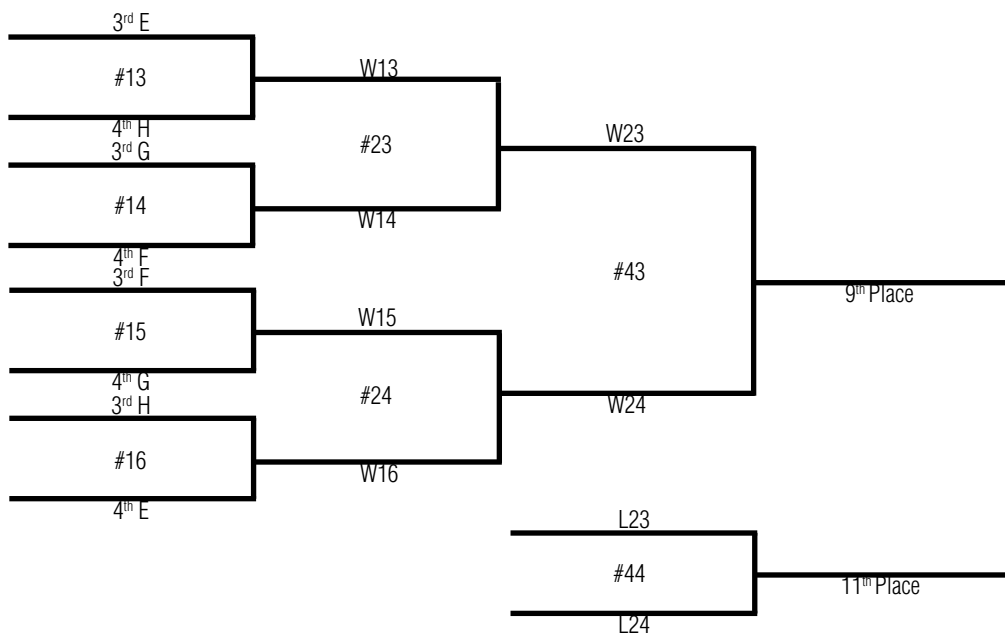 3rd E
#13
4th H
W13
#23
3rd G
#14
4th F
W14
W23
#43
9th Place
3rd F
#15
4th G
W15
#24
3rd H
#16
4th E
W16
W24
L23
#44
L24
11th Place